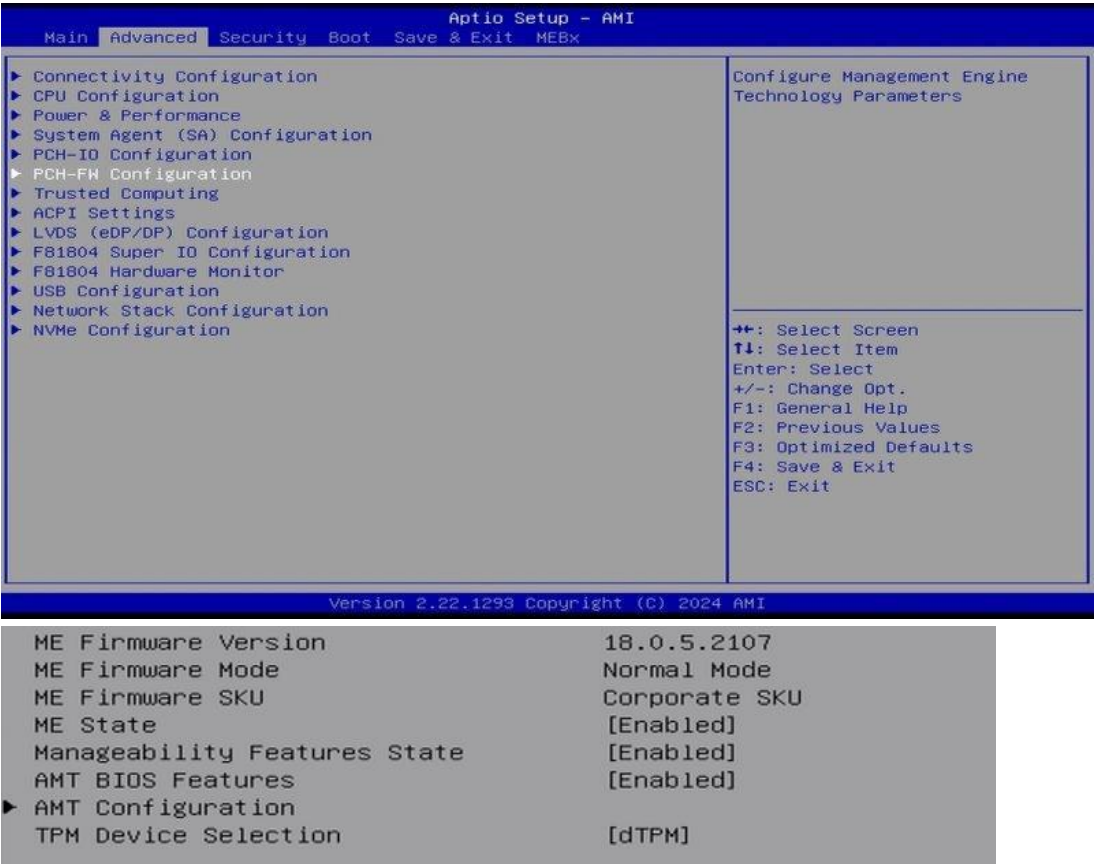 Aptio Setup – AMI
Main Advanced Security Boot Save & Exit MEBx
▶ Connectivity Configuration
▶ CPU Configuration
▶ Power & Performance
▶ System Agent (SA) Configuration
▶ PCH-IO Configuration
▶ PCH-FW Configuration
▶ Trusted Computing
▶ ACPI Settings
▶ LVDS (eDP/DP) Configuration
▶ F81804 Super IO Configuration
▶ F81804 Hardware Monitor
▶ USB Configuration
▶ Network Stack Configuration
▶ NVMe Configuration
Configure Management Engine
Technology Parameters
→←: Select Screen
↑↓: Select Item
Enter: Select
+/-: Change Opt.
F1: General Help
F2: Previous Values
F3: Optimized Defaults
F4: Save & Exit
ESC: Exit
Version 2.22.1293 Copyright (C) 2024 AMI
ME Firmware Version 18.0.5.2107
ME Firmware Mode Normal Mode
ME Firmware SKU Corporate SKU
ME State [Enabled]
Manageability Features State [Enabled]
AMT BIOS Features [Enabled]
▶ AMT Configuration
TPM Device Selection [dTPM]